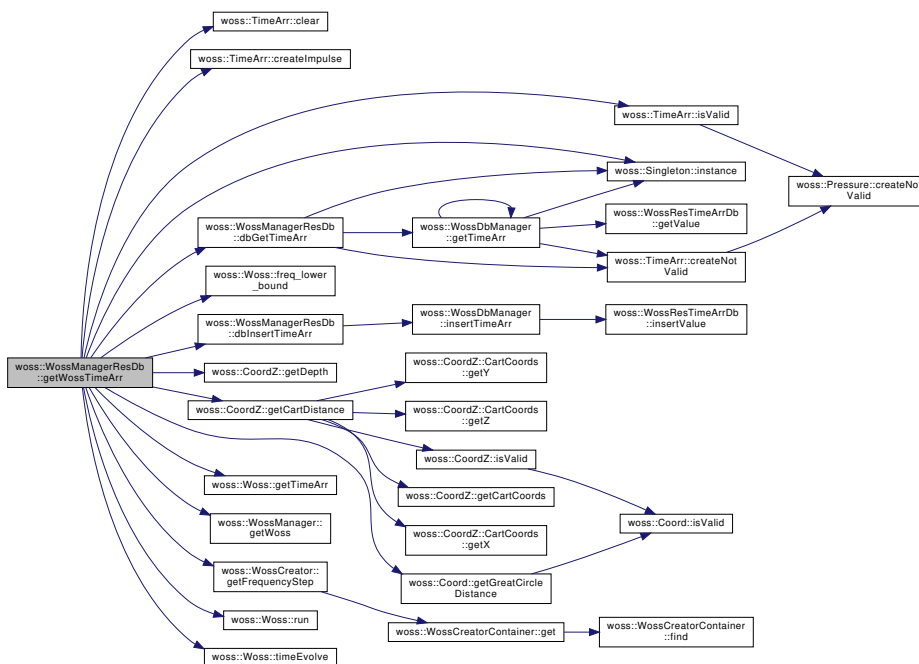 woss::TimeArr::clear
woss::TimeArr::createImpulse
woss::TimeArr::isValid
woss::Singleton::instance
woss::Pressure::createNot
Valid
woss::WossManagerResDb
::dbGetTimeArr
woss::WossDbManager
::getTimeArr
woss::WossResTimeArrDb
::getValue
woss::TimeArr::createNot
Valid
woss::Woss::freq_lower
_bound
woss::WossManagerResDb
::dbInsertTimeArr
woss::WossDbManager
::insertTimeArr
woss::WossResTimeArrDb
::insertValue
woss::WossManagerResDb
::getWossTimeArr
woss::CoordZ::getDepth
woss::CoordZ::CartCoords
::getY
woss::CoordZ::getCartDistance
woss::CoordZ::CartCoords
::getZ
woss::CoordZ::isValid
woss::Woss::getTimeArr
woss::CoordZ::getCartCoords
woss::WossManager::
getWoss
woss::CoordZ::CartCoords
::getX
woss::Coord::isValid
woss::WossCreator::
getFrequencyStep
woss::Coord::getGreatCircle
Distance
woss::Woss::run
woss::WossCreatorContainer::get
woss::WossCreatorContainer
::find
woss::Woss::timeEvolve